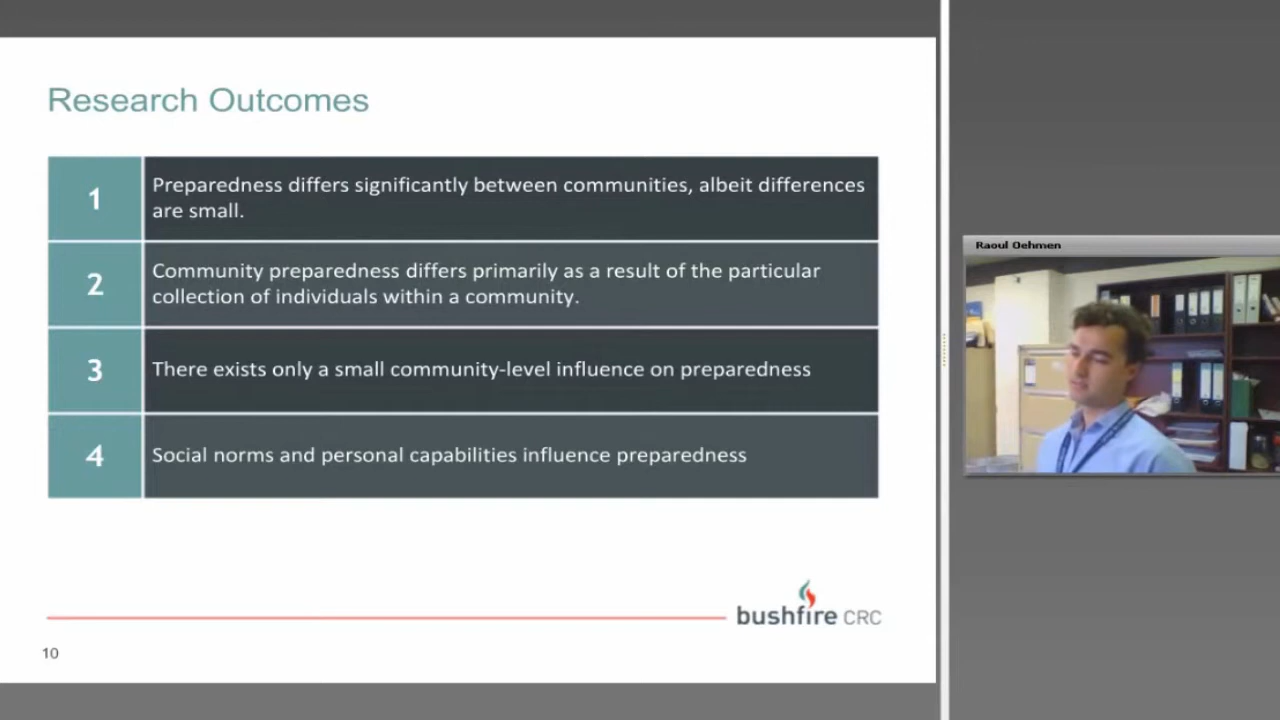 Research Outcomes
1
Preparedness differs significantly between communities, albeit differences
are small.
2
Community preparedness differs primarily as a result of the particular
collection of individuals within a community.
3
There exists only a small community-level influence on preparedness
4
Social norms and personal capabilities influence preparedness
bushfire CRC
10
Raoul Oehmen